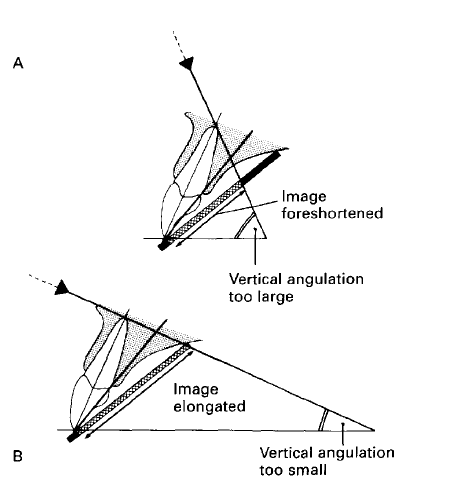 A
Image
foreshortened
Vertical angulation
too large
Image
elongated
B
Vertical angulation
too small